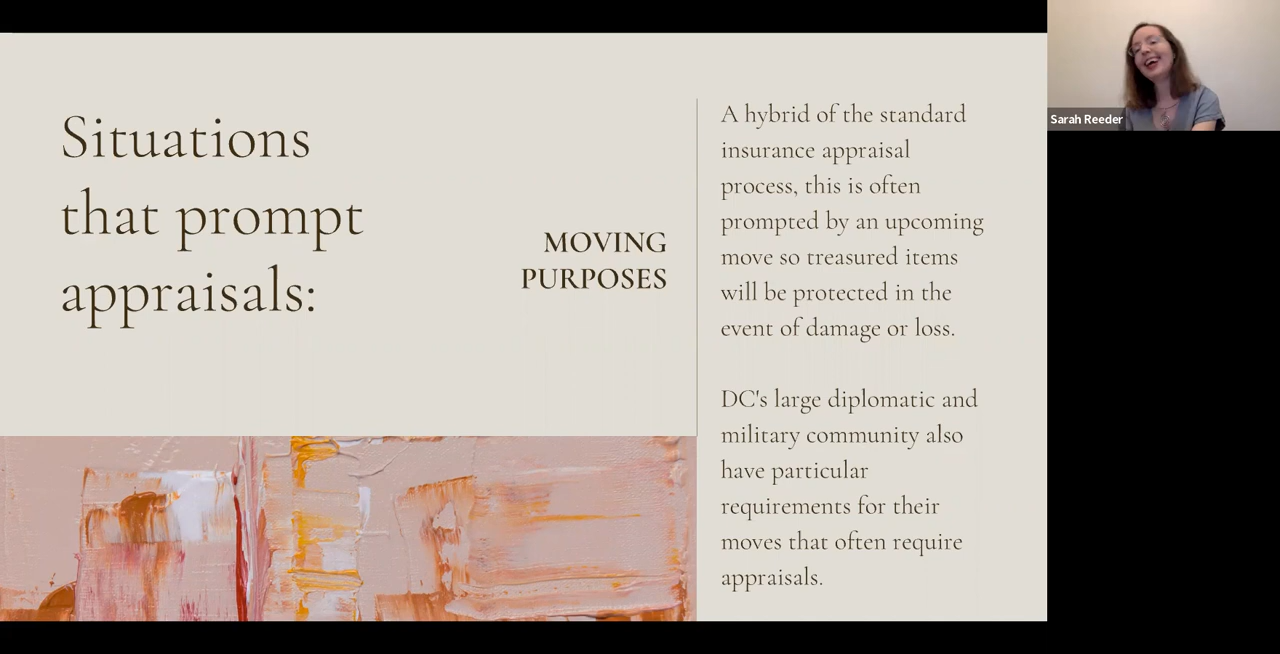 Situations
that prompt
appraisals:
MOVING
PURPOSES
A hybrid of the standard
insurance appraisal
process, this is often
prompted by an upcoming
move so treasured items
will be protected in the
event of damage or loss.
DC's large diplomatic and
military community also
have particular
requirements for their
moves that often require
appraisals.
Sarah Reeder